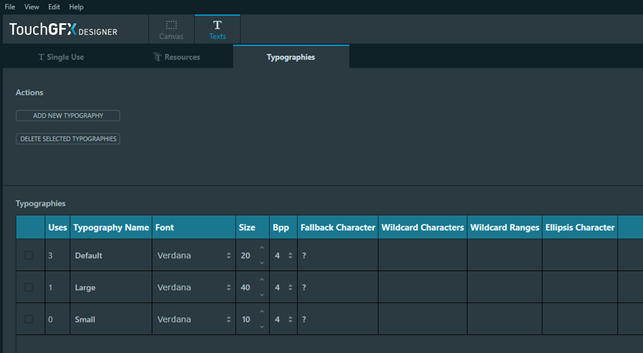 File View Edit Help
TouchGFX DESIGNER
Canvas
T
Texts
T Single Use
Resources
Typographies
Actions
ADD NEW TYPOGRAPHY
DELETE SELECTED TYPOGRAPHIES
Typographies
Uses Typography Name Font Size Bpp Fallback Character Wildcard Characters Wildcard Ranges Ellipsis Character
3 Default Verdana 20 4 ?
1 Large Verdana 40 4 ?
0 Small Verdana 10 4 ?